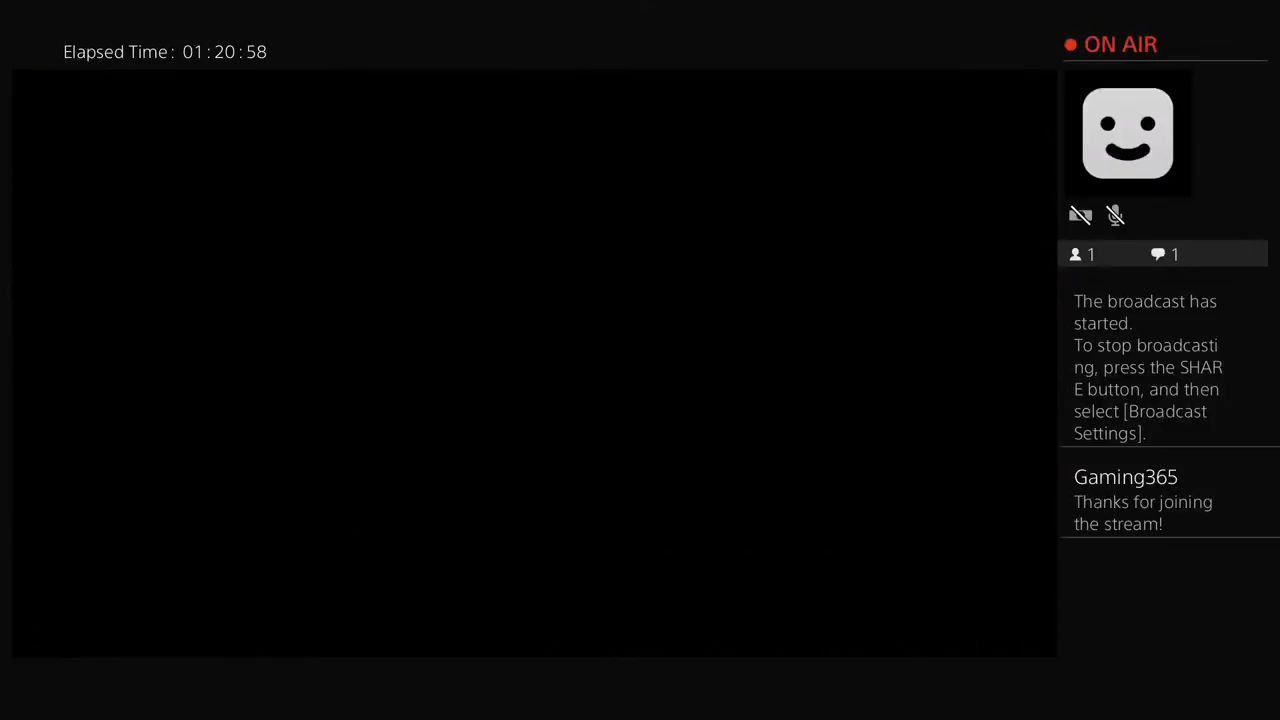 Elapsed Time: 01:20:58
ON AIR
1 1
The broadcast has
started.
To stop broadcasti
ng, press the SHAR
E button, and then
select [Broadcast
Settings].
Gaming365
Thanks for joining
the stream!